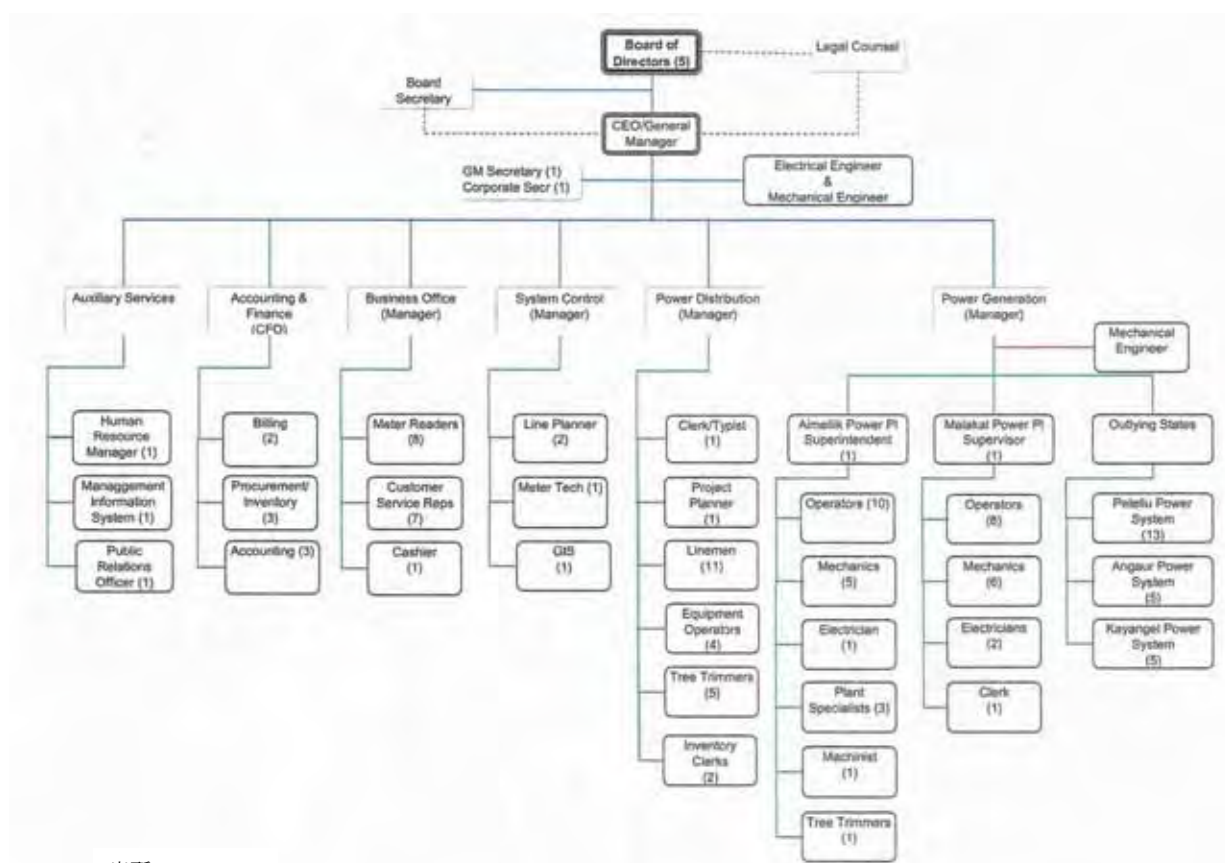 Board of
Directors (5)
Legal Counsel
Board
Secretary
CEO/General
Manager
GM Secretary (1)
Corporate Secr (1)
Electrical Engineer
&
Mechanical Engineer
Auxiliary Services
Accounting &
Finance
(CFO)
Business Office
(Manager)
System Control
(Manager)
Power Distribution
(Manager)
Power Generation
(Manager)
Mechanical
Engineer
Human
Resource
Manager (1)
Managgement
Information
System (1)
Public
Relations
Officer (1)
Billing
(2)
Procurement/
Inventory
(3)
Accounting (3)
Meter Readers
(8)
Customer
Service Reps
(7)
Cashier
(1)
Line Planner
(2)
Meter Tech (1)
GIS
(1)
Clerk/Typist
(1)
Project
Planner
(1)
Linemen
(11)
Equipment
Operators
(4)
Tree Trimmers
(5)
Inventory
Clerks
(2)
Aimeliik Power Pl
Superintendent
(1)
Operators (10)
Mechanics
(5)
Electrician
(1)
Plant
Specialists (3)
Machinist
(1)
Tree Trimmers
(1)
Malakal Power Pl
Supervisor
(1)
Operators
(8)
Mechanics
(6)
Electricians
(2)
Clerk
(1)
Outlying States
Peleliu Power
System
(13)
Angaur Power
System
(5)
Kayangel Power
System
(5)